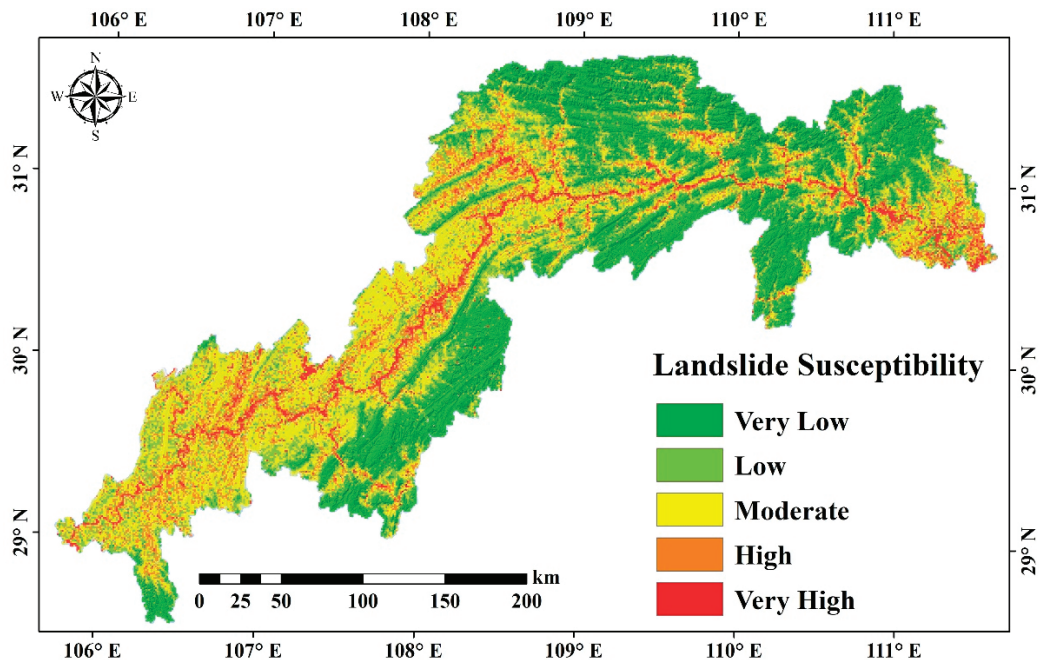 106° E 107° E 108° E 109° E 110° E 111° E
N
W E
S
31° N
31° N
30° N
30° N
29° N
29° N
Landslide Susceptibility
Very Low
Low
Moderate
High
Very High
km
0 25 50 100 150 200
106° E 107° E 108° E 109° E 110° E 111° E